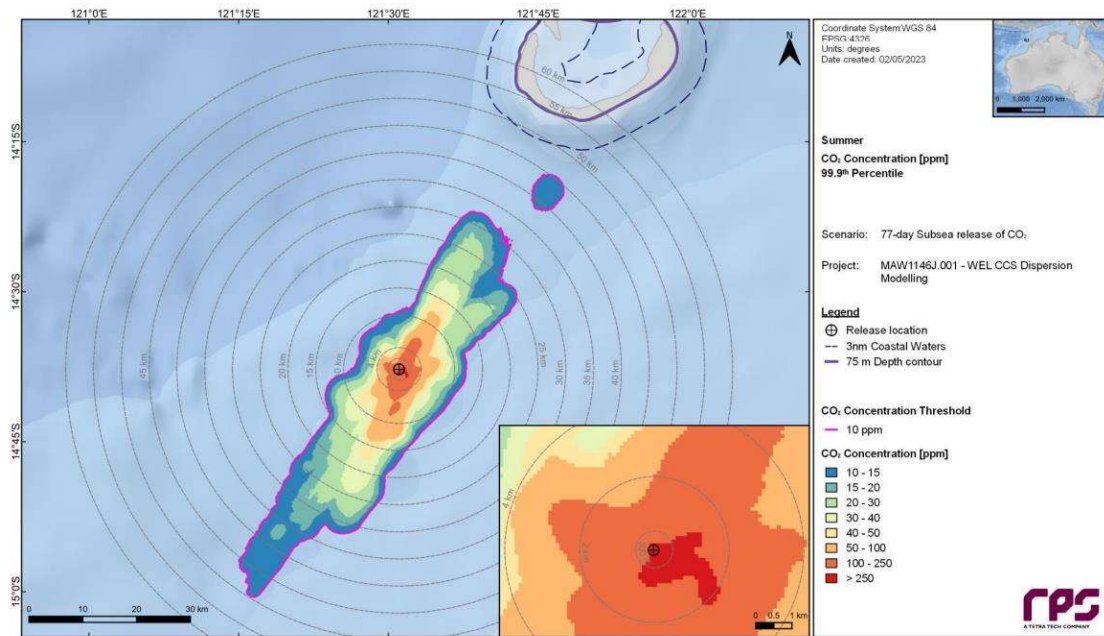 121°0'E 121°15'E 121°30'E 121°45'E 122°0'E
14°15'S
14°30'S
14°45'S
15°0'S
60 km
55 km
50 km
45 km
20 km
15 km
10 km
4 km
25 km
30 km
35 km
40 km
0 10 20 30 km
4 km
2 km
0 0.5 1 km
Coordinate System:WGS 84
EPSG:4326
Units: degrees
Date created: 02/05/2023
N
0 1,000 2,000 km
Summer
CO₂ Concentration [ppm]
99.9th Percentile
Scenario: 77-day Subsea release of CO₂
Project: MAW1146J.001 - WEL CCS Dispersion
Modelling
Legend
Release location
3nm Coastal Waters
75 m Depth contour
CO₂ Concentration Threshold
10 ppm
CO₂ Concentration [ppm]
10 - 15
15 - 20
20 - 30
30 - 40
40 - 50
50 - 100
100 - 250
> 250
rps
A TETRA TECH COMPANY